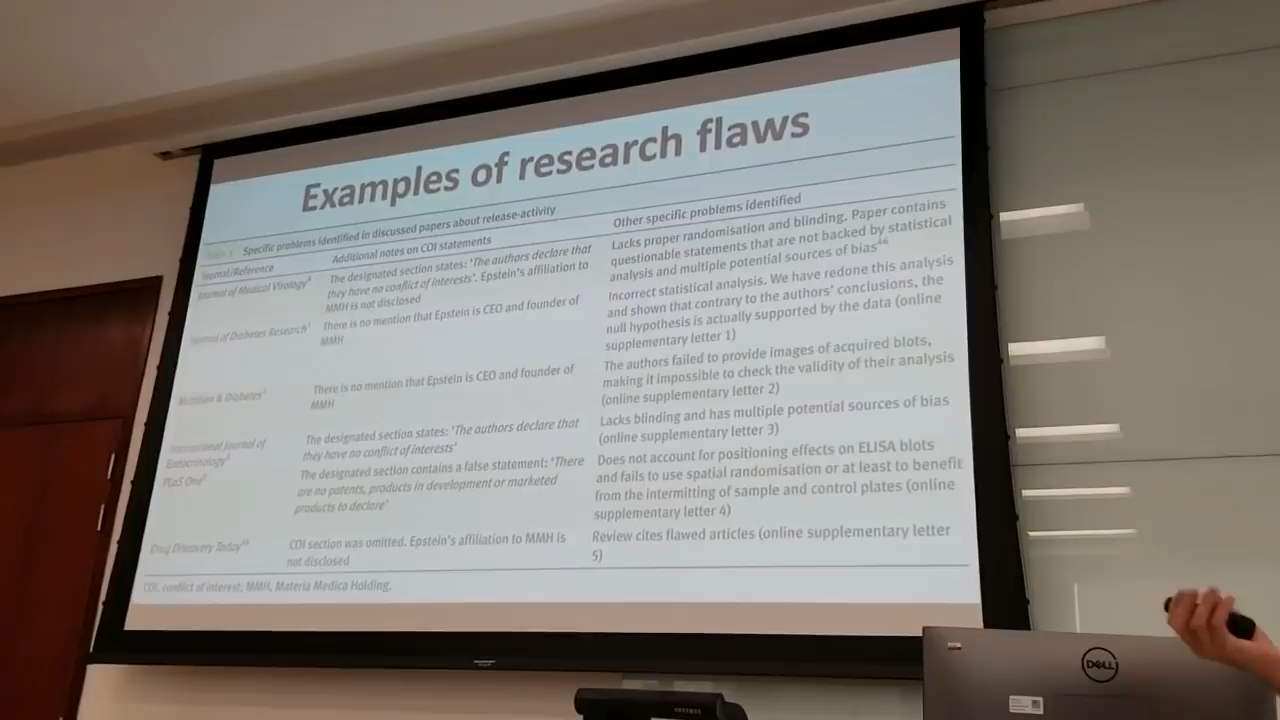 Examples of research flaws
Table 1 Specific problems identified in discussed papers about release-activity
Journal/Reference
Additional notes on COI statements
Other specific problems identified
Journal of Medical Virology
The designated section states: 'The authors declare that
they have no conflict of interests'. Epstein's affiliation to
MMH is not disclosed
Lacks proper randomisation and blinding. Paper contains
questionable statements that are not backed by statistical
analysis and multiple potential sources of bias46
Journal of Diabetes Research
There is no mention that Epstein is CEO and founder of
MMH
Incorrect statistical analysis. We have redone this analysis
and shown that contrary to the authors' conclusions, the
null hypothesis is actually supported by the data (online
supplementary letter 1)
Nutrition & Diabetes
There is no mention that Epstein is CEO and founder of
MMH
The authors failed to provide images of acquired blots,
making it impossible to check the validity of their analysis
(online supplementary letter 2)
International Journal of
Endocrinology
The designated section states: 'The authors declare that
they have no conflict of interests'
Lacks blinding and has multiple potential sources of bias
(online supplementary letter 3)
PLoS One
The designated section contains a false statement: 'There
are no patents, products in development or marketed
products to declare'
Does not account for positioning effects on ELISA blots
and fails to use spatial randomisation or at least to benefit
from the intermitting of sample and control plates (online
supplementary letter 4)
Drug Discovery Today
COI section was omitted. Epstein's affiliation to MMH is
not disclosed
Review cites flawed articles (online supplementary letter
5)
COI, conflict of interest; MMH, Materia Medica Holding.
DELL
SAMSUNG